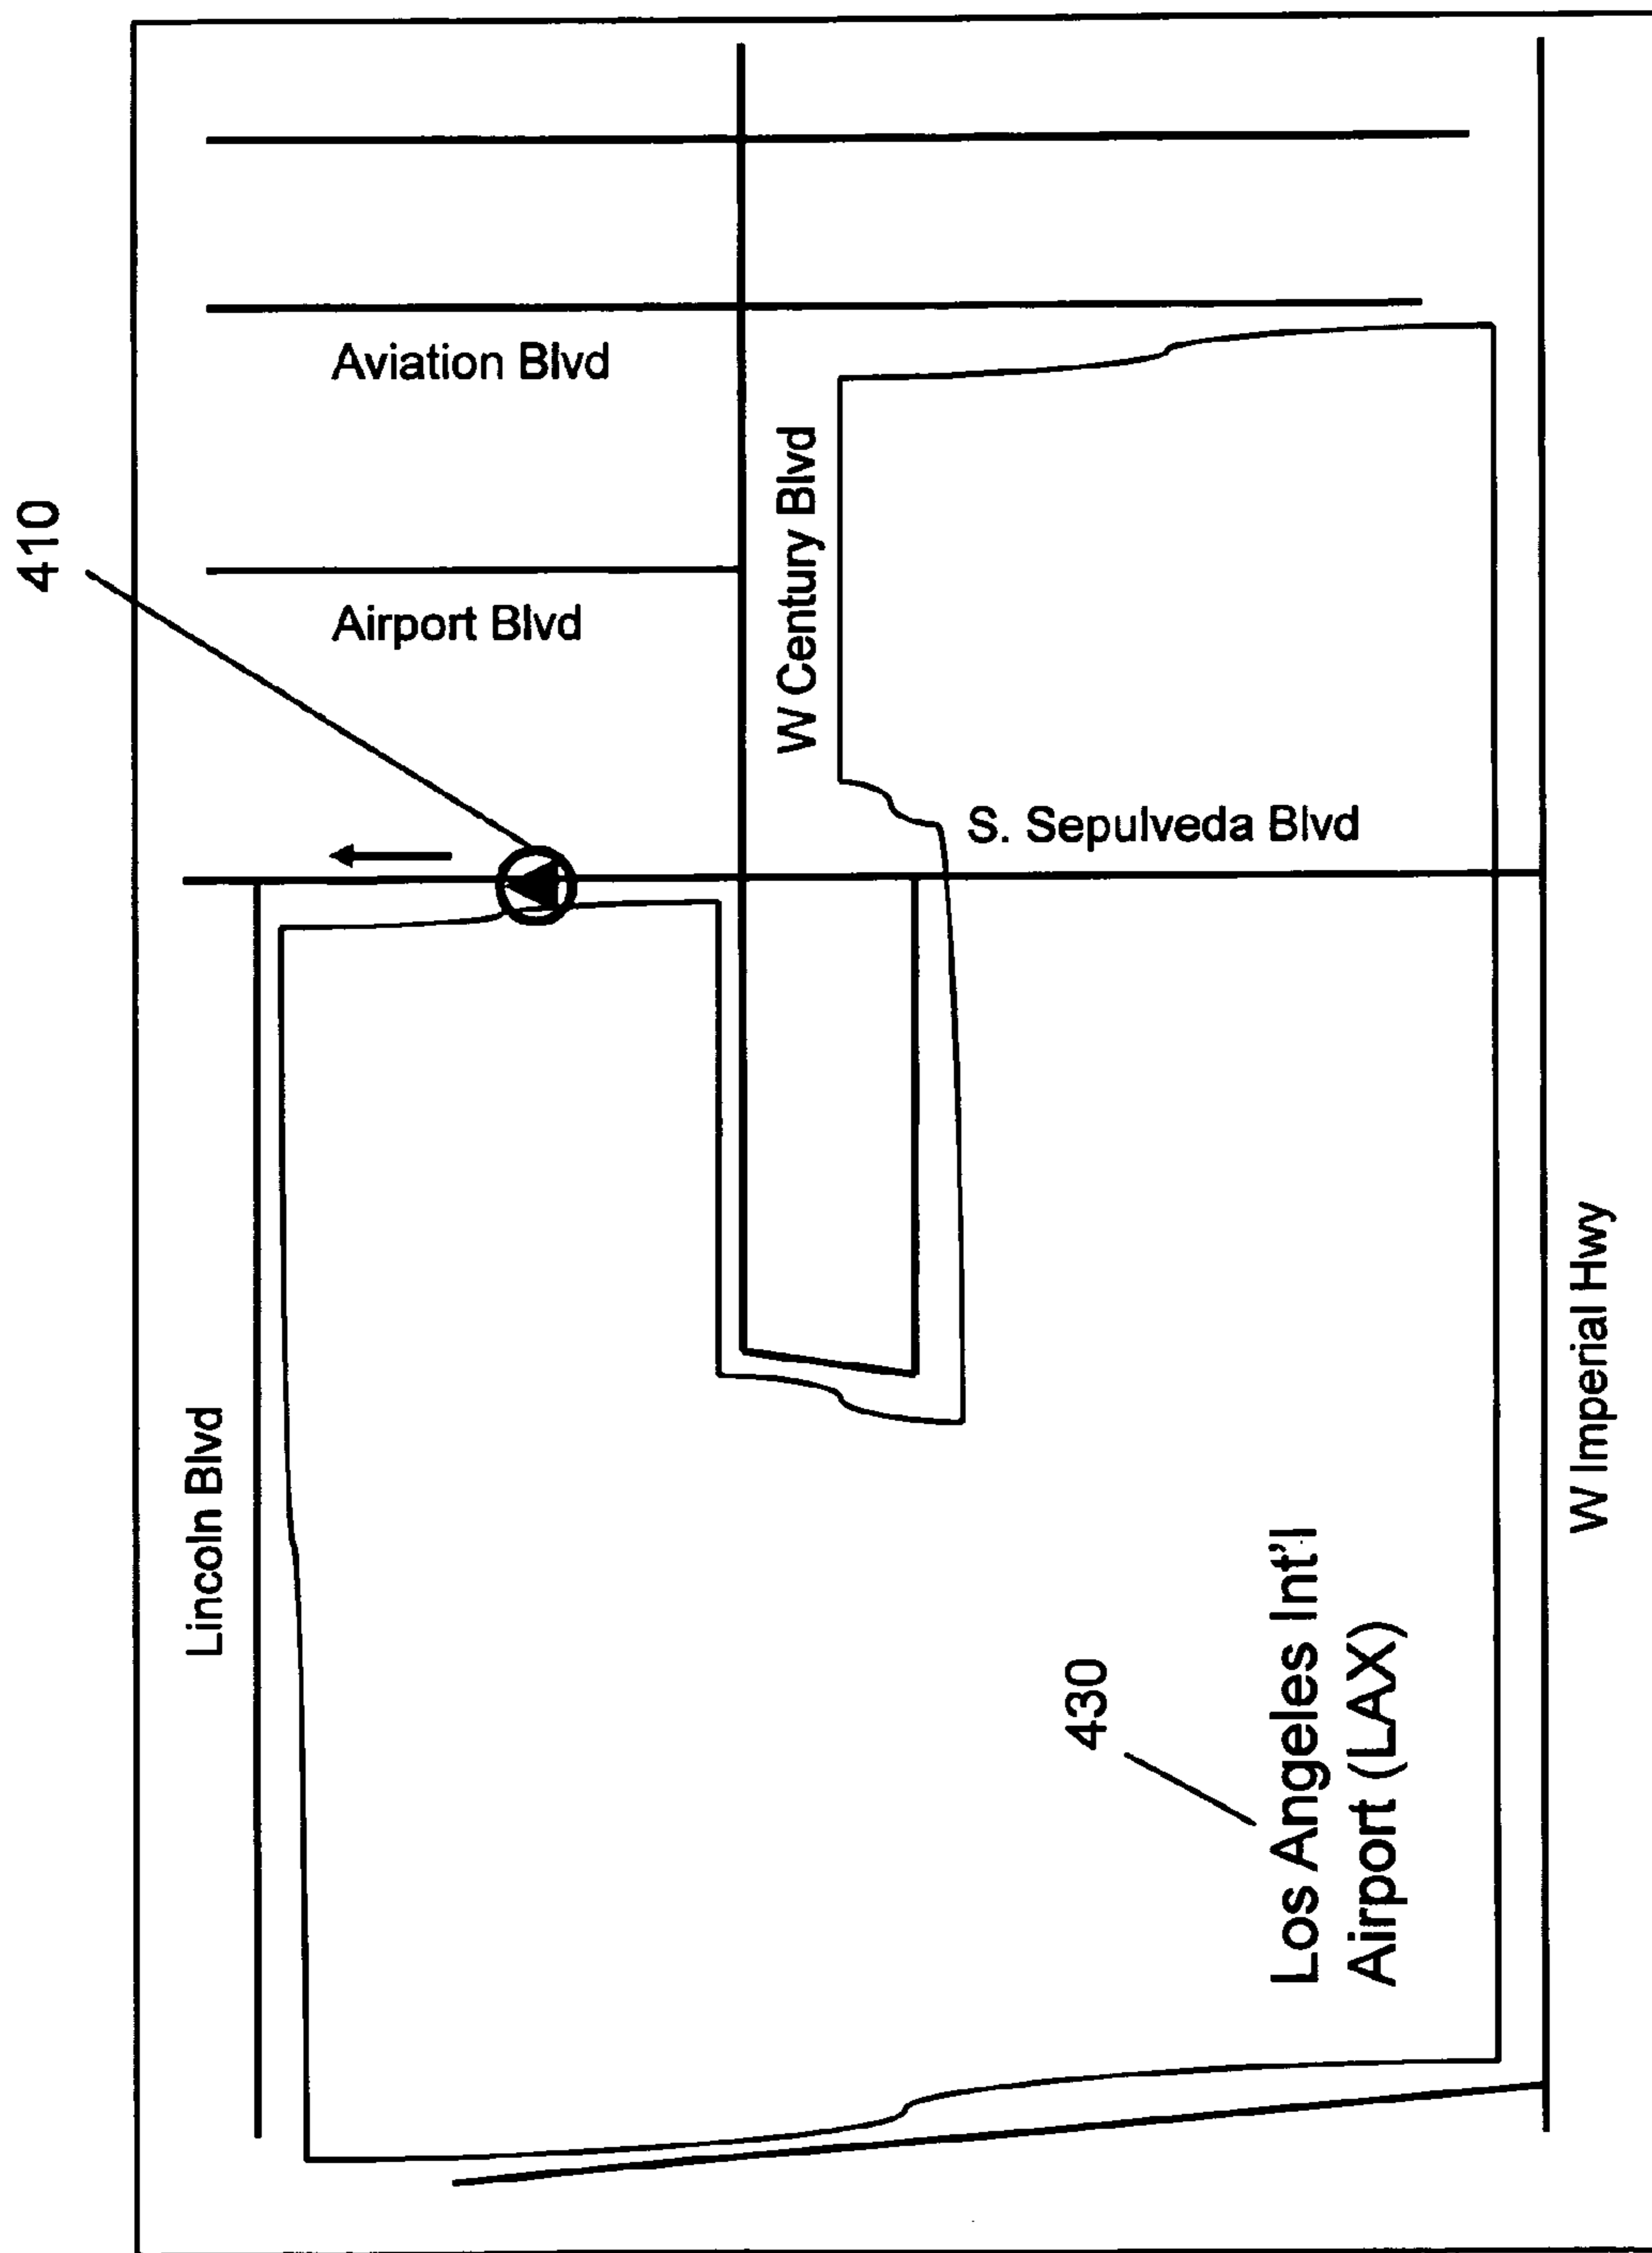 410
Aviation Blvd
Airport Blvd
W Century Blvd
S. Sepulveda Blvd
Lincoln Blvd
430
Los Angeles Int'l
Airport (LAX)
W Imperial Hwy